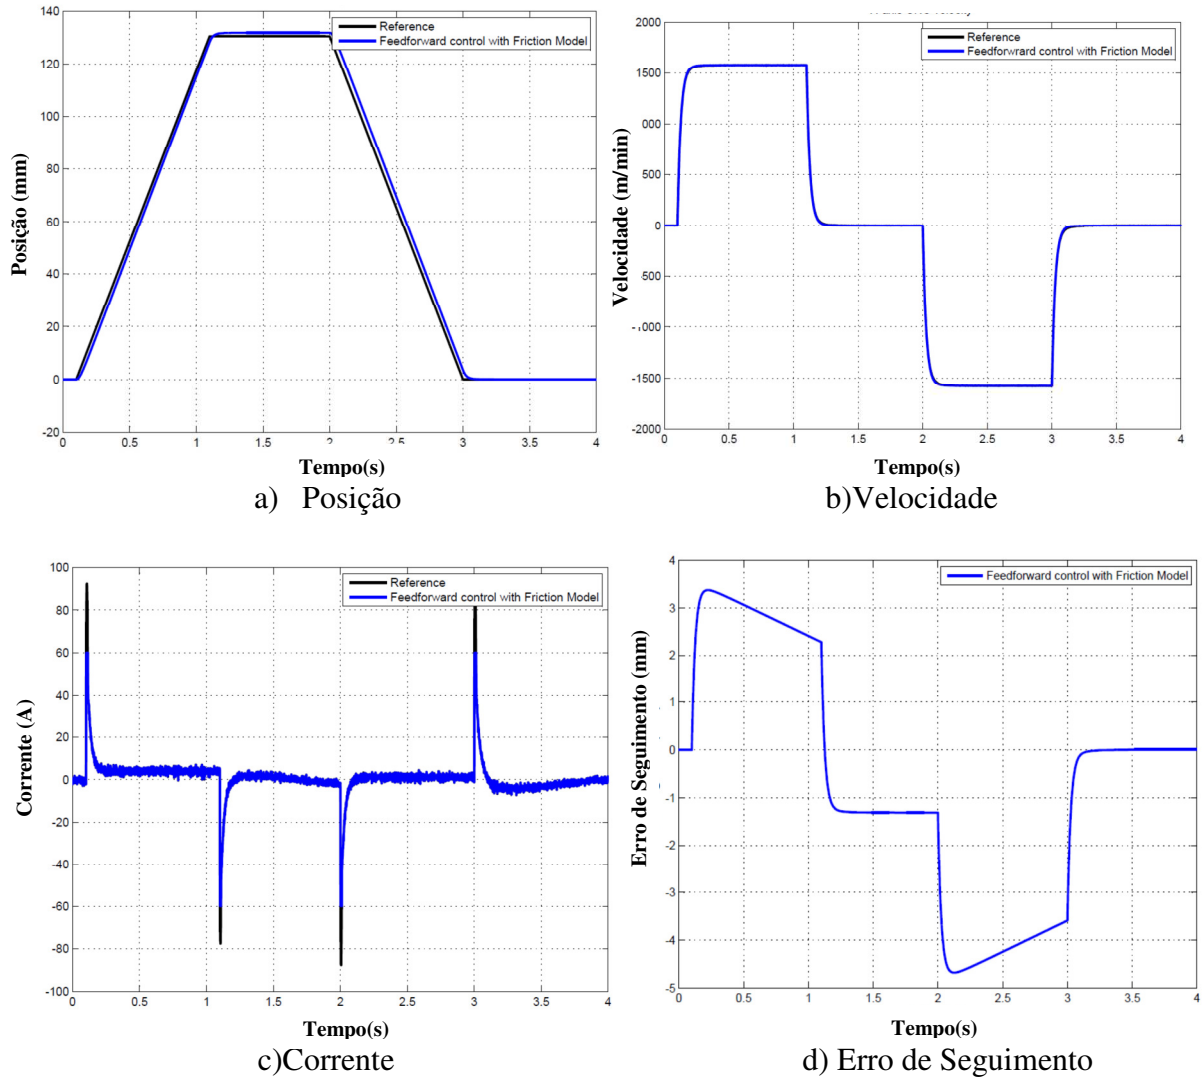 140
120
100
80
60
40
20
0
-20
Posição (mm)
Reference
Feedforward control with Friction Model
0 0.5 1 1.5 2 2.5 3 3.5 4
Tempo(s)
a) Posição
2000
1500
000
500
0
-500
-1000
-1500
-2000
Velocidade (m/min)
Reference
Feedforward control with Friction Model
0 0.5 1 1.5 2 2.5 3 3.5 4
Tempo(s)
b)Velocidade
100
80
60
40
20
0
-20
-40
-60
-80
-100
Corrente (A)
Reference
Feedforward control with Friction Model
0 0.5 1 1.5 2 2.5 3 3.5 4
Tempo(s)
c)Corrente
4
3
2
1
0
-1
-2
-3
-4
-5
Erro de Seguimento (mm)
Feedforward control with Friction Model
0 0.5 1 1.5 2 2.5 3 3.5 4
Tempo(s)
d) Erro de Seguimento